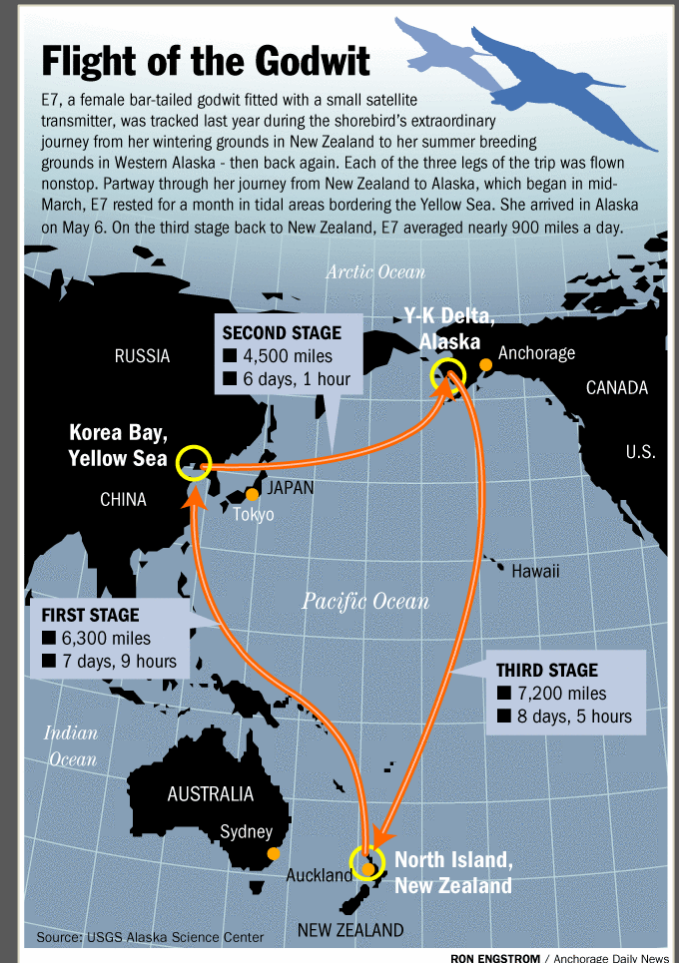 Flight of the Godwit
E7, a female bar-tailed godwit fitted with a small satellite
transmitter, was tracked last year during the shorebird's extraordinary
journey from her wintering grounds in New Zealand to her summer breeding
grounds in Western Alaska - then back again. Each of the three legs of the trip was flown
nonstop. Partway through her journey from New Zealand to Alaska, which began in mid-
March, E7 rested for a month in tidal areas bordering the Yellow Sea. She arrived in Alaska
on May 6. On the third stage back to New Zealand, E7 averaged nearly 900 miles a day.
Arctic Ocean
Y-K Delta,
Alaska
SECOND STAGE
■ 4,500 miles
■ 6 days, 1 hour
RUSSIA
Anchorage
CANADA
U.S.
Korea Bay,
Yellow Sea
CHINA
JAPAN
Tokyo
Hawaii
Pacific Ocean
FIRST STAGE
■ 6,300 miles
■ 7 days, 9 hours
THIRD STAGE
■ 7,200 miles
■ 8 days, 5 hours
Indian
Ocean
AUSTRALIA
Sydney
Auckland
North Island,
New Zealand
NEW ZEALAND
Source: USGS Alaska Science Center
RON ENGSTROM / Anchorage Daily News